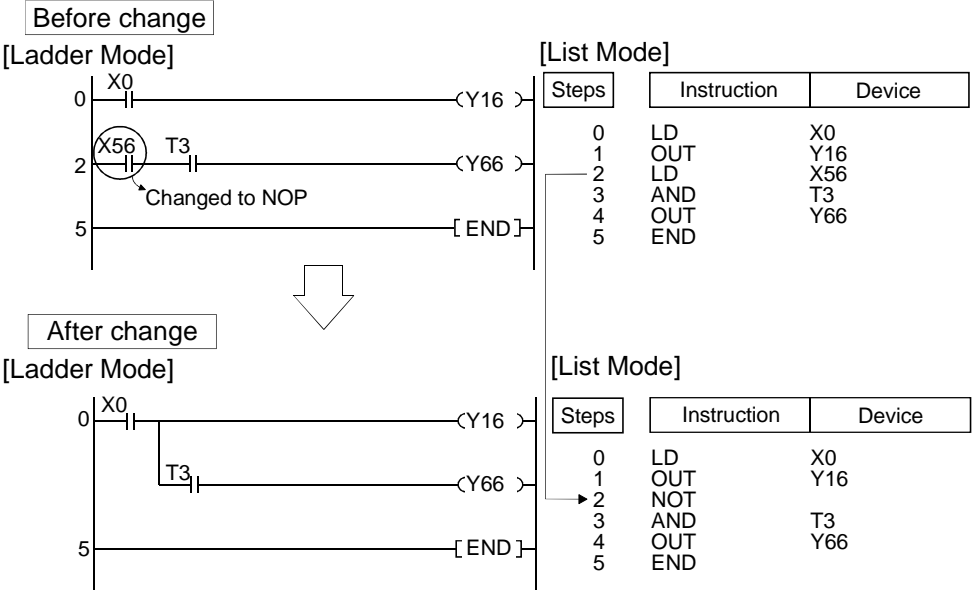 Before change
[Ladder Mode]
[List Mode]
Steps Instruction Device
X0
0 Y16
X56 T3
2 Y66
Changed to NOP
5 END
0 LD X0
1 OUT Y16
2 LD X56
3 AND T3
4 OUT Y66
5 END
After change
[Ladder Mode]
[List Mode]
Steps Instruction Device
X0
0 Y16
T3
Y66
5 END
0 LD X0
1 OUT Y16
2 NOT
3 AND T3
4 OUT Y66
5 END